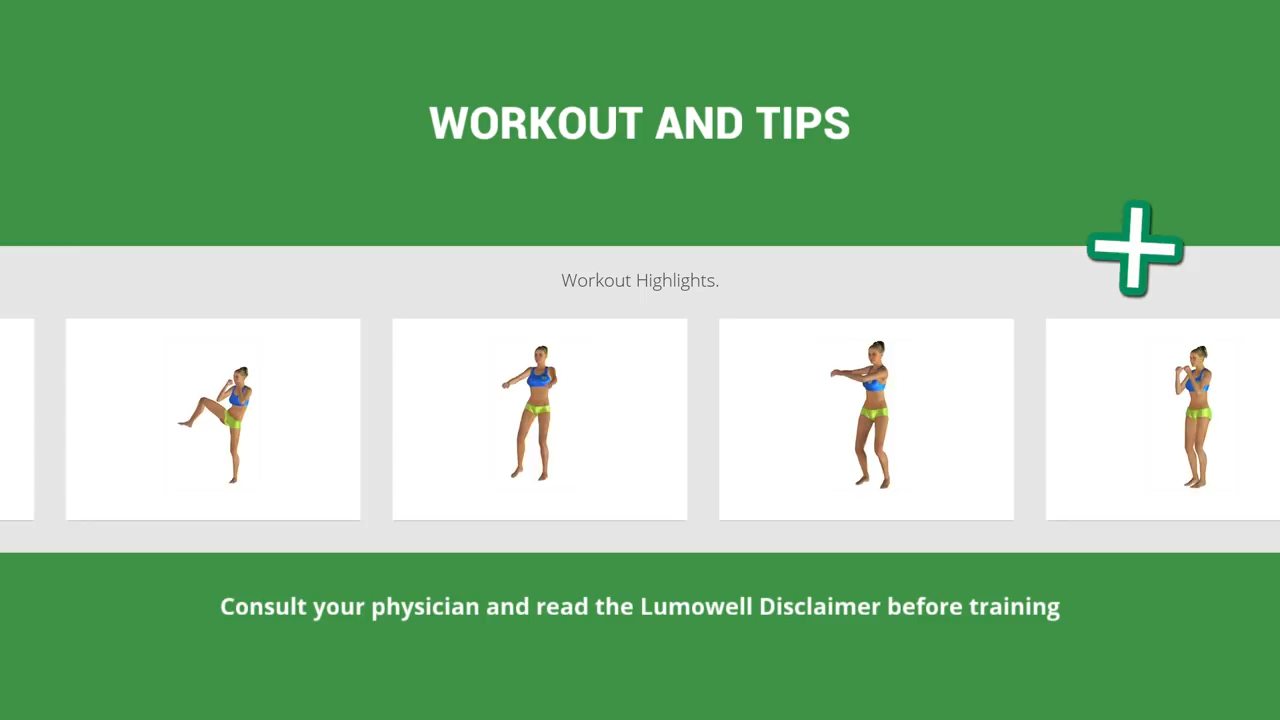 WORKOUT AND TIPS
Workout Highlights.
Consult your physician and read the Lumowell Disclaimer before training